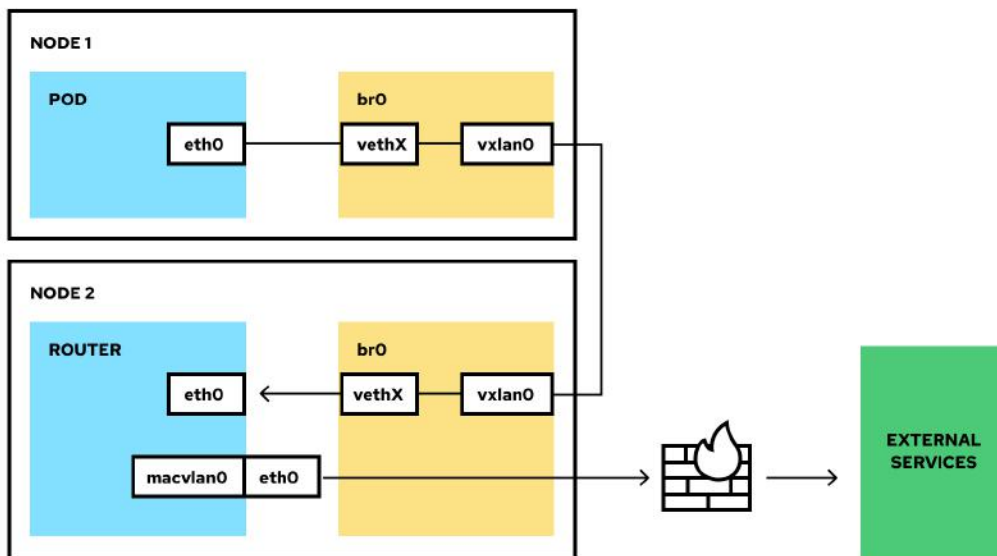 NODE 1
POD
br0
eth0
vethX
vxlan0
NODE 2
ROUTER
br0
eth0
vethX
vxlan0
macvlan0
eth0
EXTERNAL
SERVICES